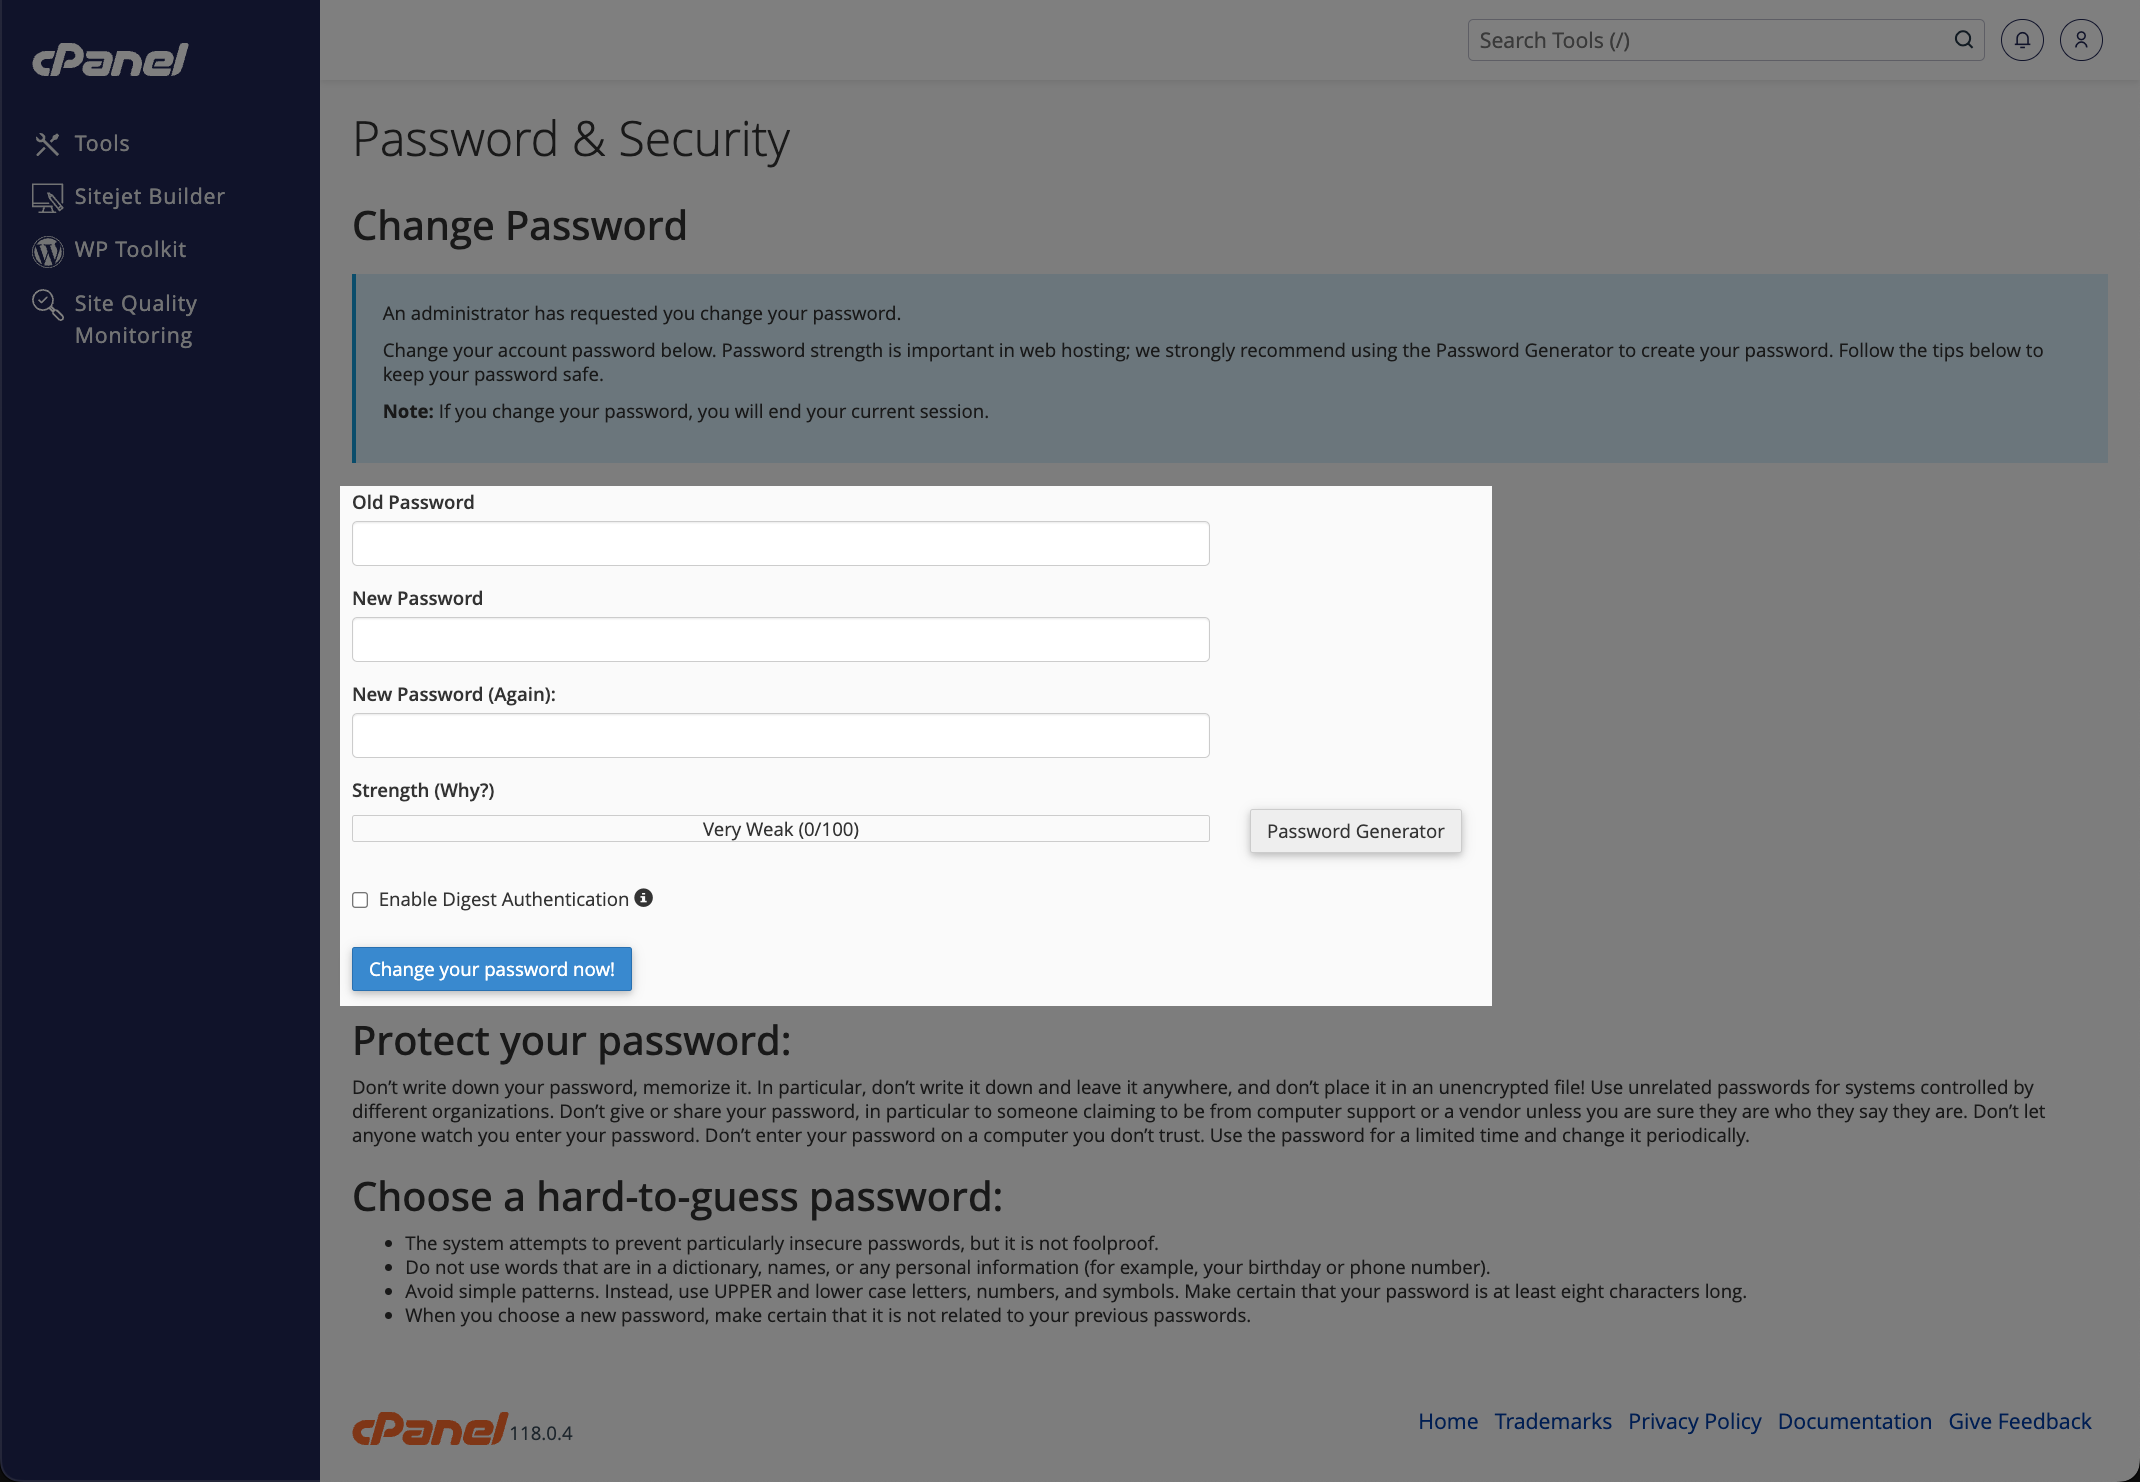 cPanel
Search Tools (/)
Tools
Sitejet Builder
WP Toolkit
Site Quality
Monitoring
Password & Security
Change Password
An administrator has requested you change your password.
Change your account password below. Password strength is important in web hosting; we strongly recommend using the Password Generator to create your password. Follow the tips below to
keep your password safe.
Note: If you change your password, you will end your current session.
Old Password
New Password
New Password (Again):
Strength (Why?)
Very Weak (0/100)
Password Generator
Enable Digest Authentication
Change your password now!
Protect your password:
Don’t write down your password, memorize it. In particular, don’t write it down and leave it anywhere, and don’t place it in an unencrypted file! Use unrelated passwords for systems controlled by
different organizations. Don’t give or share your password, in particular to someone claiming to be from computer support or a vendor unless you are sure they are who they say they are. Don’t let
anyone watch you enter your password. Don’t enter your password on a computer you don’t trust. Use the password for a limited time and change it periodically.
Choose a hard-to-guess password:
• The system attempts to prevent particularly insecure passwords, but it is not foolproof.
• Do not use words that are in a dictionary, names, or any personal information (for example, your birthday or phone number).
• Avoid simple patterns. Instead, use UPPER and lower case letters, numbers, and symbols. Make certain that your password is at least eight characters long.
• When you choose a new password, make certain that it is not related to your previous passwords.
cPanel 118.0.4
Home Trademarks Privacy Policy Documentation Give Feedback